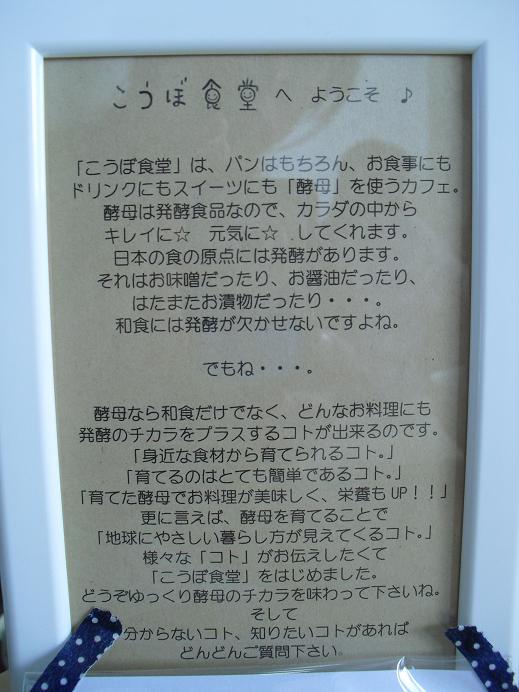 こうぼ食堂へ ようこそ ♪
「こうぼ食堂」は、パンはもちろん、お食事にも
ドリンクにもスイーツにも「酵母」を使うカフェ。
酵母は発酵食品なので、カラダの中から
キレイに☆　元気に☆　してくれます。
日本の食の原点には発酵があります。
それはお味噌だったり、お醤油だったり、
はたまたお漬物だったり・・・。
和食には発酵が欠かせないですよね。
でもね・・・。
酵母なら和食だけでなく、どんなお料理にも
発酵のチカラをプラスするコトが出来るのです。
「身近な食材から育てられるコト。」
「育てるのはとても簡単であるコト。」
「育てた酵母でお料理が美味しく、栄養もUP！！」
更に言えば、酵母を育てることで
「地球にやさしい暮らし方が見えてくるコト。」
様々な「コト」がお伝えしたくて
「こうぼ食堂」をはじめました。
どうぞゆっくり酵母のチカラを味わって下さいね。
そして
分からないコト、知りたいコトがあれば
どんどんご質問下さい。